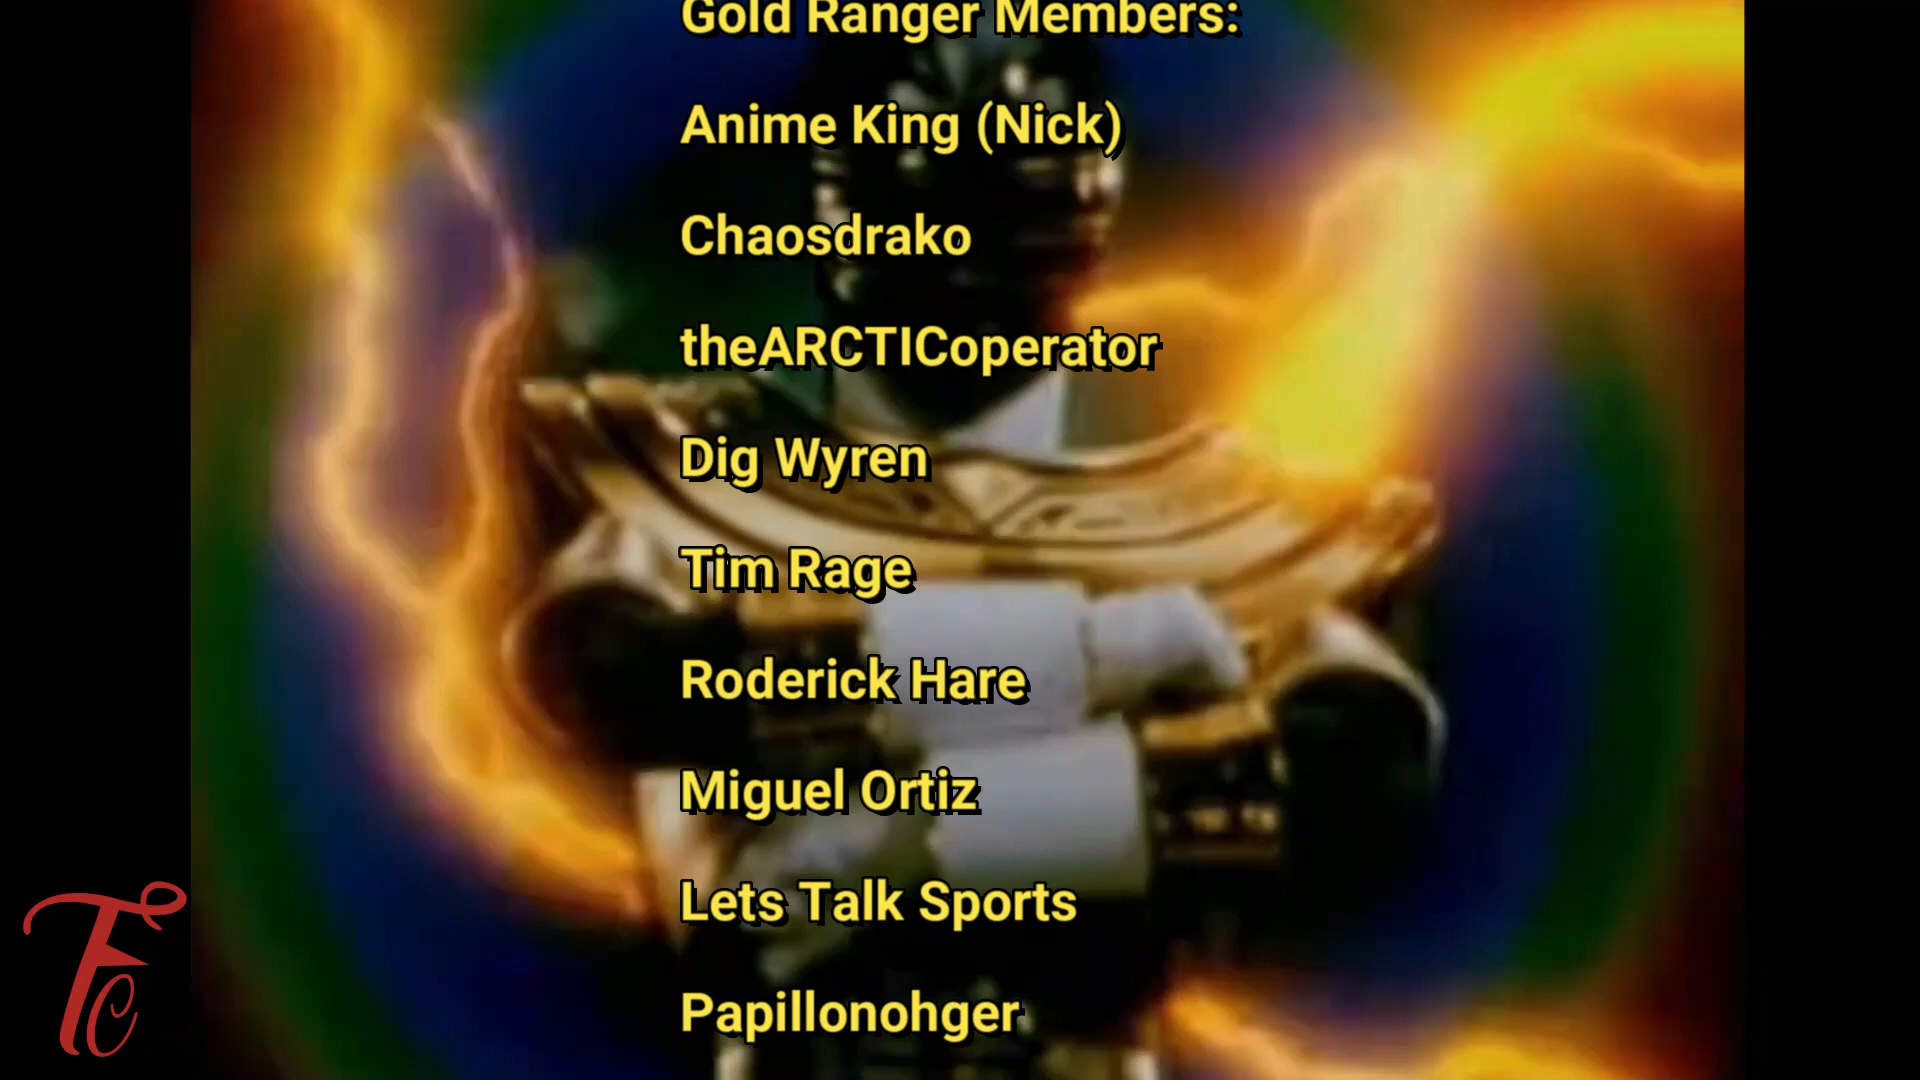 Gold Ranger Members:
Anime King (Nick)
Chaosdrako
theARCTICoperator
Dig Wyren
Tim Rage
Roderick Hare
Miguel Ortiz
Lets Talk Sports
Papillonohger
TC